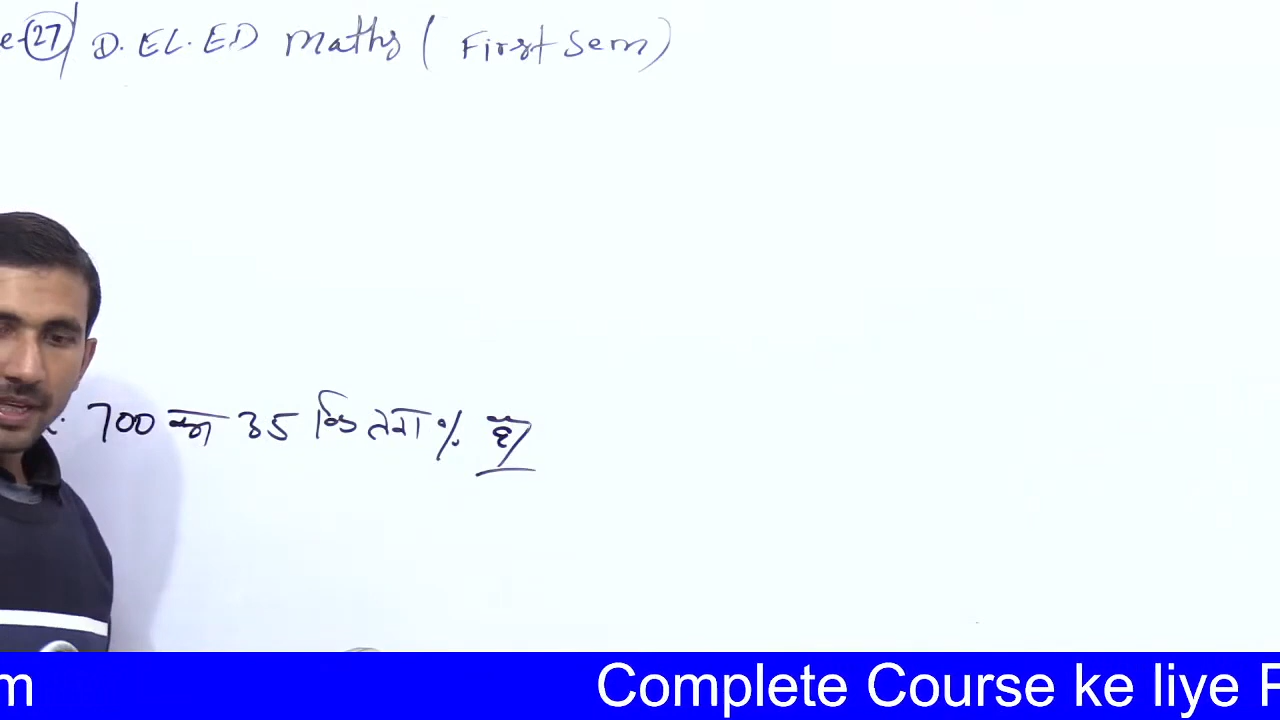 e-27/ D.EL.ED Maths ( First Sem )
700 का 35 कितना % है
m Complete Course ke liye P